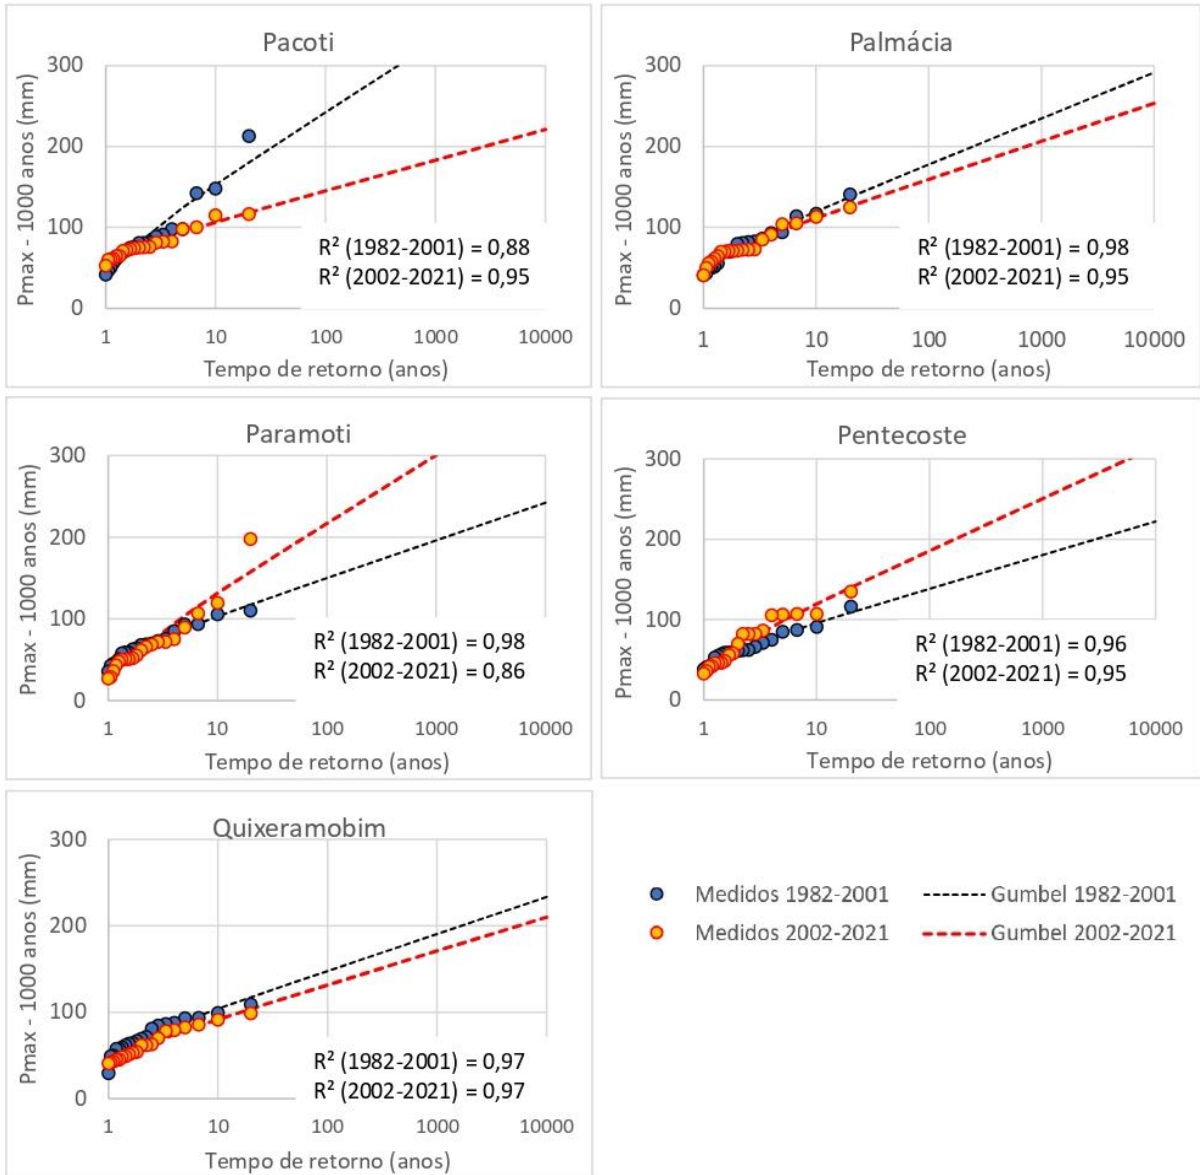 Pacoti
Pmax - 1000 anos (mm)
300
200
100
0
R² (1982-2001) = 0,88
R² (2002-2021) = 0,95
1 10 100 1000 10000
Tempo de retorno (anos)
Palmácia
Pmax - 1000 anos (mm)
300
200
100
0
R² (1982-2001) = 0,98
R² (2002-2021) = 0,95
1 10 100 1000 10000
Tempo de retorno (anos)
Paramoti
Pmax - 1000 anos (mm)
300
200
100
0
R² (1982-2001) = 0,98
R² (2002-2021) = 0,86
1 10 100 1000 10000
Tempo de retorno (anos)
Pentecoste
Pmax - 1000 anos (mm)
300
200
100
0
R² (1982-2001) = 0,96
R² (2002-2021) = 0,95
1 10 100 1000 10000
Tempo de retorno (anos)
Quixeramobim
Pmax - 1000 anos (mm)
300
200
100
0
R² (1982-2001) = 0,97
R² (2002-2021) = 0,97
1 10 100 1000 10000
Tempo de retorno (anos)
Medidos 1982-2001 Gumbel 1982-2001
Medidos 2002-2021 Gumbel 2002-2021